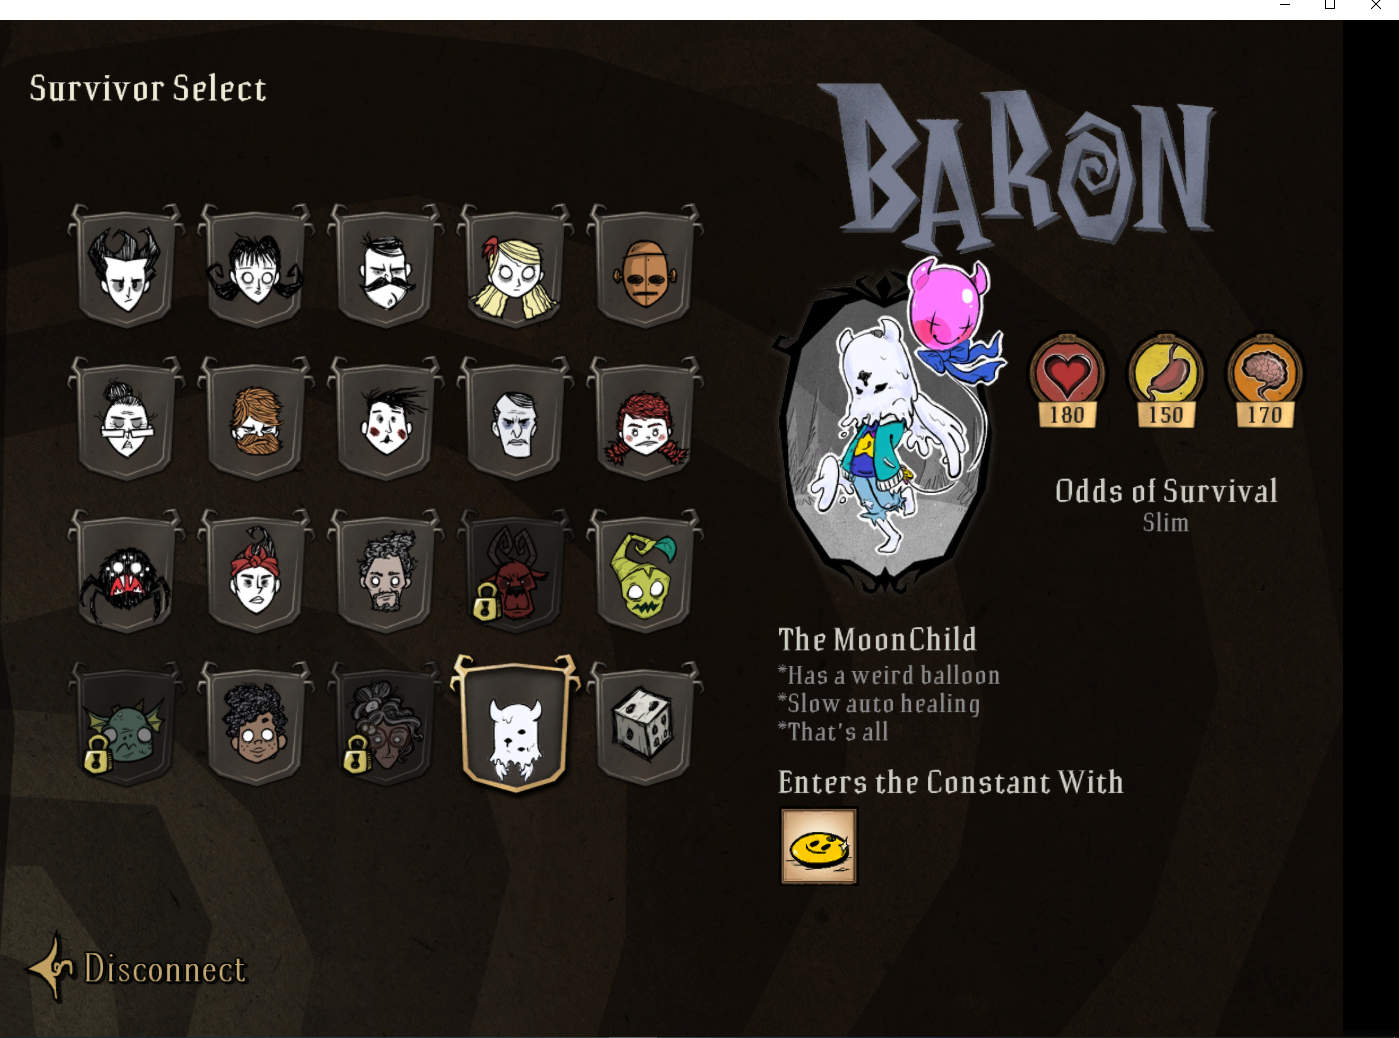 Survivor Select
BARON
180
150
170
Odds of Survival
Slim
The MoonChild
*Has a weird balloon
*Slow auto healing
*That's all
Enters the Constant With
Disconnect